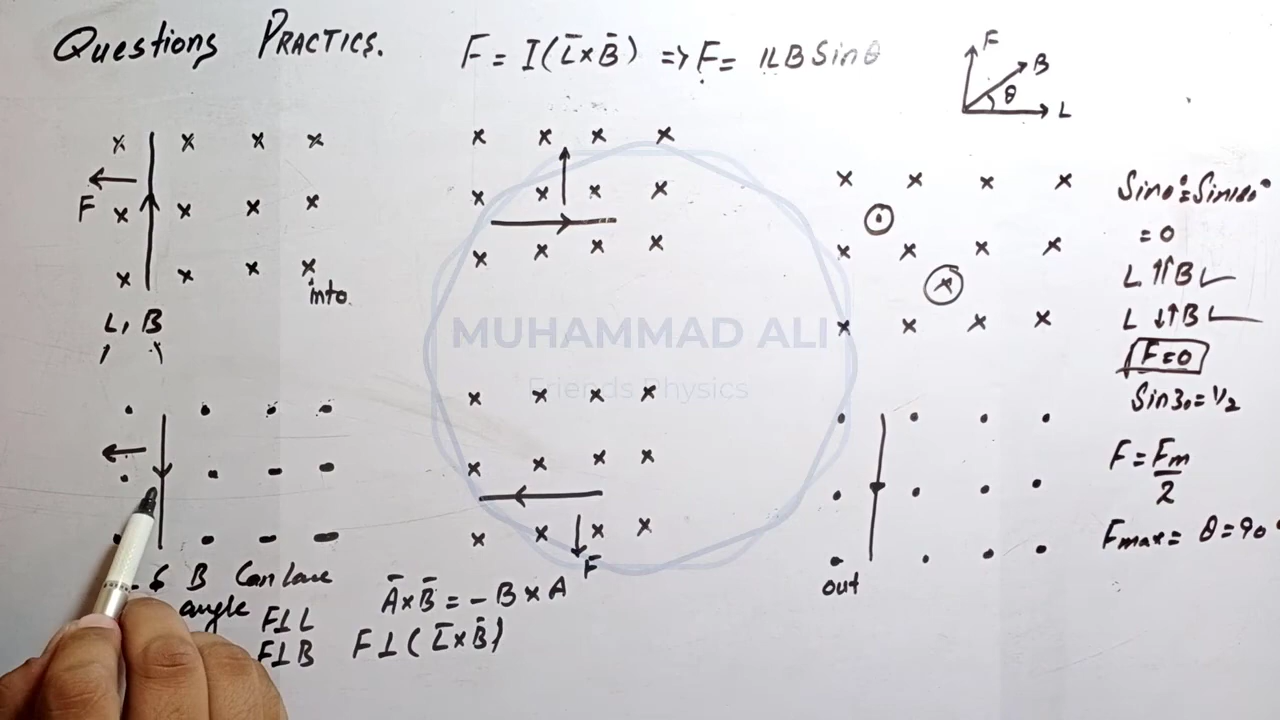 Questions PRACTICS.
F = I(L̄×B̄) => F= ILB Sinθ
F
B
θ
L
F
into
L, B
MUHAMMAD ALI
Friends Physics
Sin0°=Sin180°
= 0
L ↑↑ B
L ↓↑ B
F=0
Sin30=1/2
F = Fm/2
Fmax = θ=90°
F
out
& B Can have
angle
F⊥L
F⊥B
Ā×B̄ = -B×A
F⊥(L̄×B̄)